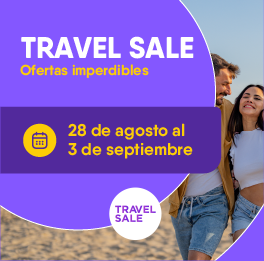 TRAVEL SALE
Ofertas imperdibles
28 de agosto al
3 de septiembre
TRAVEL
SALE